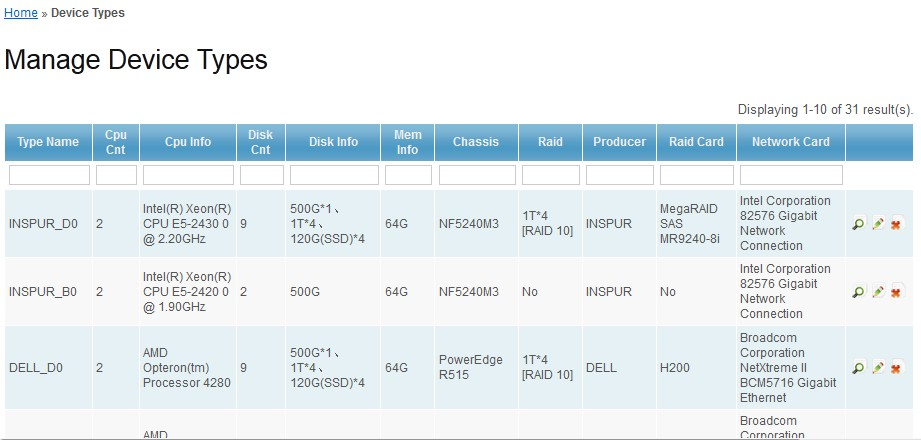 Home » Device Types
Manage Device Types
Displaying 1-10 of 31 result(s).
Type Name Cpu Cnt Cpu Info Disk Cnt Disk Info Mem Info Chassis Raid Producer Raid Card Network Card
INSPUR_D0 2 Intel(R) Xeon(R) CPU E5-2430 0 @ 2.20GHz 9 500G*1、 1T*4、 120G(SSD)*4 64G NF5240M3 1T*4 [RAID 10] INSPUR MegaRAID SAS MR9240-8i Intel Corporation 82576 Gigabit Network Connection
INSPUR_B0 2 Intel(R) Xeon(R) CPU E5-2420 0 @ 1.90GHz 2 500G 64G NF5240M3 No INSPUR No Intel Corporation 82576 Gigabit Network Connection
DELL_D0 2 AMD Opteron(tm) Processor 4280 9 500G*1、 1T*4、 120G(SSD)*4 64G PowerEdge R515 1T*4 [RAID 10] DELL H200 Broadcom Corporation NetXtreme II BCM5716 Gigabit Ethernet
AMD Broadcom Corporation